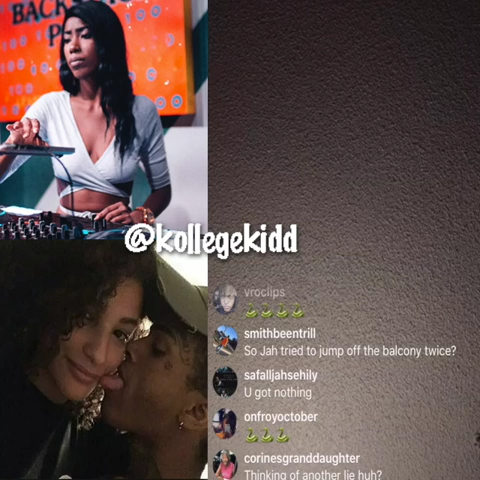 BACKS
P
@kollegekidd
vroclips
🐍🐍🐍🐍
smithbeentrill
So Jah tried to jump off the balcony twice?
safalljahsehily
U got nothing
onfroyoctober
🐍🐍🐍
corinesgranddaughter
Thinking of another lie huh?